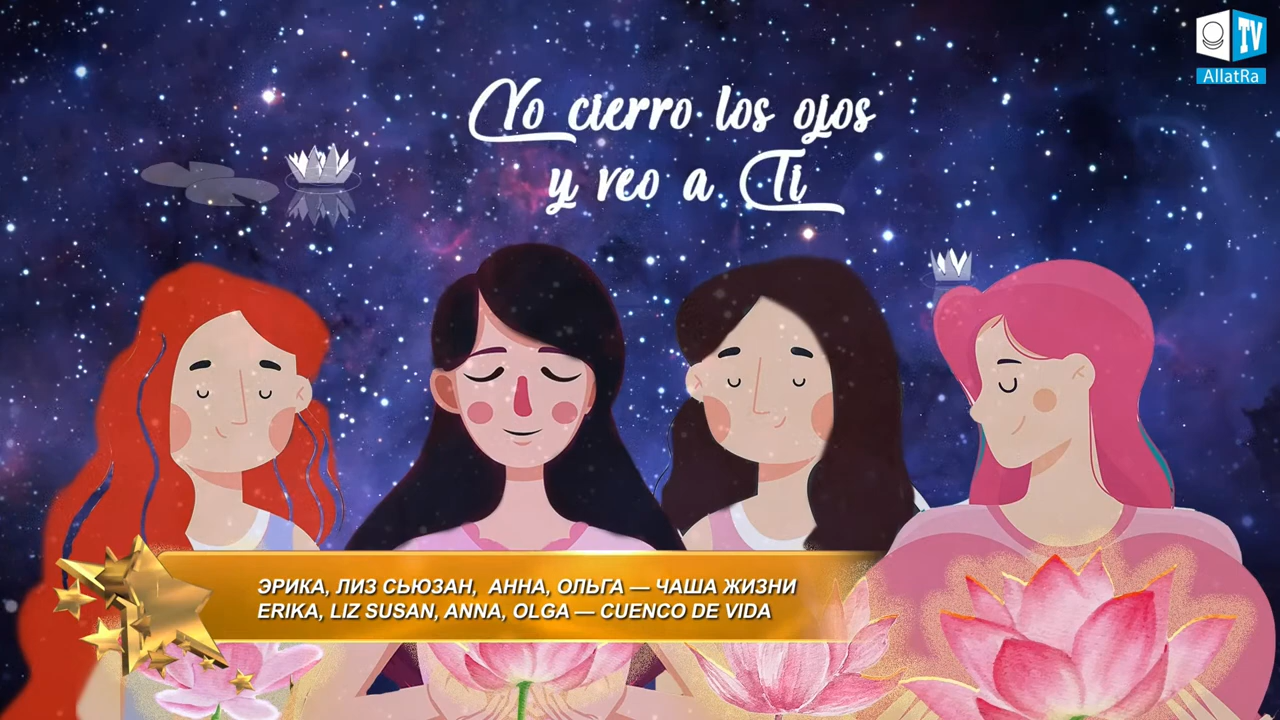 TV
AllatRa
Yo cierro los ojos
y veo a Ti
ЭРИКА, ЛИЗ СЬЮЗАН, АННА, ОЛЬГА — ЧАША ЖИЗНИ
ERIKA, LIZ SUSAN, ANNA, OLGA — CUENCO DE VIDA